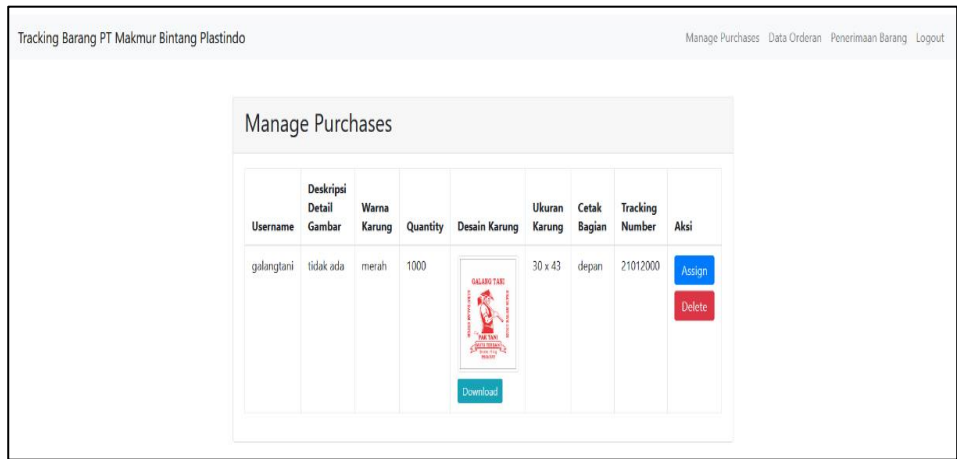 Tracking Barang PT Makmur Bintang Plastindo
Manage Purchases Data Orderan Penerimaan Barang Logout
Manage Purchases
Username Deskripsi Detail Gambar Warna Karung Quantity Desain Karung Ukuran Karung Cetak Bagian Tracking Number Aksi
galangtani tidak ada merah 1000 30 x 43 depan 21012000 Assign
Delete
GALANG TANI
PAK TANI
Download